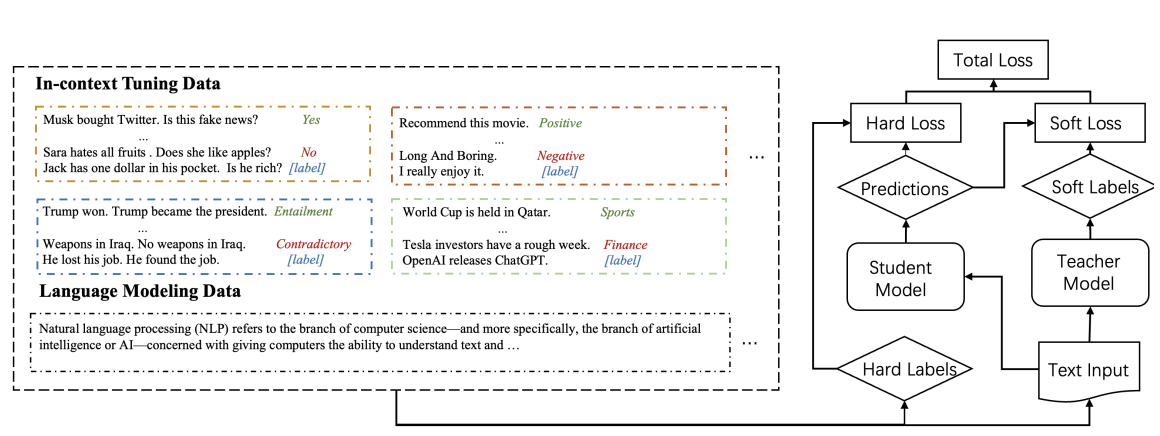 In-context Tuning Data
Musk bought Twitter. Is this fake news? Yes
...
Sara hates all fruits . Does she like apples? No
Jack has one dollar in his pocket. Is he rich? [label]
Recommend this movie. Positive
...
Long And Boring. Negative
I really enjoy it. [label]
...
Trump won. Trump became the president. Entailment
...
Weapons in Iraq. No weapons in Iraq. Contradictory
He lost his job. He found the job. [label]
World Cup is held in Qatar. Sports
...
Tesla investors have a rough week. Finance
OpenAI releases ChatGPT. [label]
Language Modeling Data
Natural language processing (NLP) refers to the branch of computer science—and more specifically, the branch of artificial
intelligence or AI—concerned with giving computers the ability to understand text and …
...
Total Loss
Hard Loss
Soft Loss
Predictions
Soft Labels
Student
Model
Teacher
Model
Hard Labels
Text Input